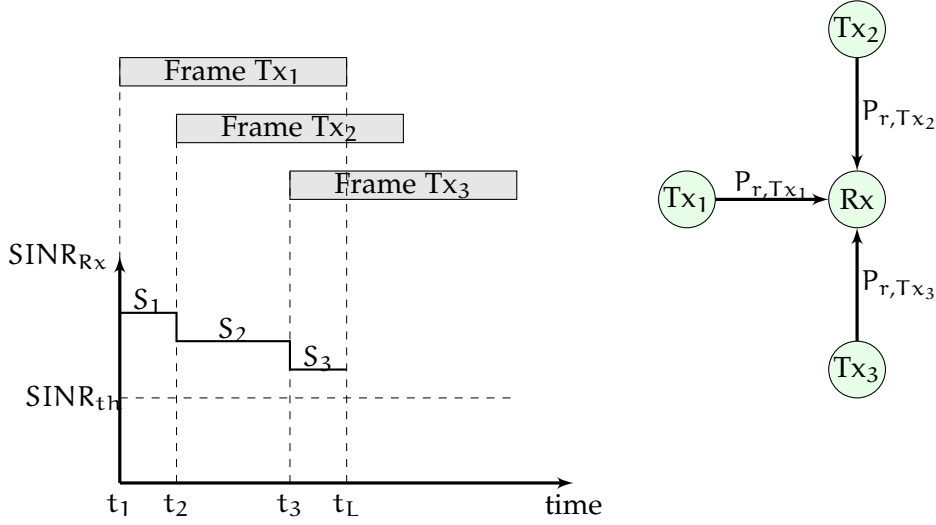 Frame Tx1
Frame Tx2
Frame Tx3
SINRRx
S1
S2
S3
SINRth
t1 t2 t3 tL time
Tx2
Pr,Tx2
Tx1 Pr,Tx1 Rx
Pr,Tx3
Tx3